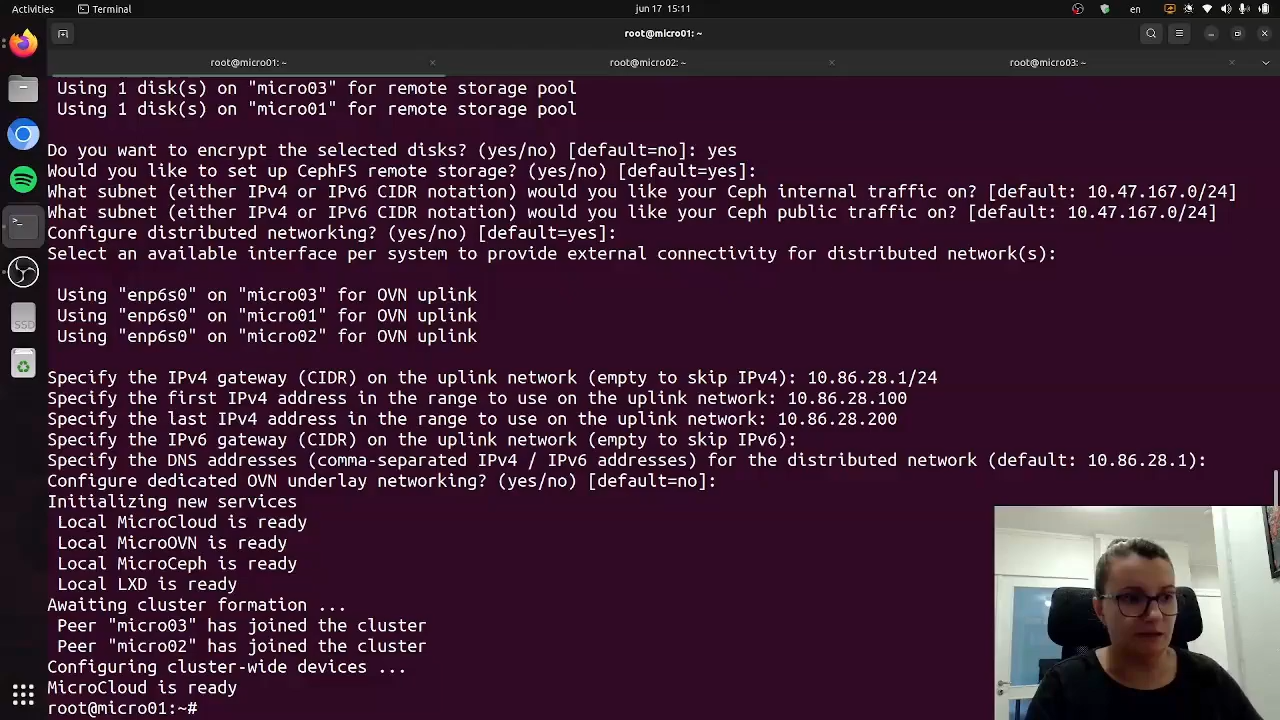 Activities
Terminal
jun 17 15:11
en
root@micro01: ~
root@micro01: ~
root@micro02: ~
root@micro03: ~
Using 1 disk(s) on "micro03" for remote storage pool
Using 1 disk(s) on "micro01" for remote storage pool
Do you want to encrypt the selected disks? (yes/no) [default=no]: yes
Would you like to set up CephFS remote storage? (yes/no) [default=yes]:
What subnet (either IPv4 or IPv6 CIDR notation) would you like your Ceph internal traffic on? [default: 10.47.167.0/24]
What subnet (either IPv4 or IPv6 CIDR notation) would you like your Ceph public traffic on? [default: 10.47.167.0/24]
Configure distributed networking? (yes/no) [default=yes]:
Select an available interface per system to provide external connectivity for distributed network(s):
Using "enp6s0" on "micro03" for OVN uplink
Using "enp6s0" on "micro01" for OVN uplink
Using "enp6s0" on "micro02" for OVN uplink
Specify the IPv4 gateway (CIDR) on the uplink network (empty to skip IPv4): 10.86.28.1/24
Specify the first IPv4 address in the range to use on the uplink network: 10.86.28.100
Specify the last IPv4 address in the range to use on the uplink network: 10.86.28.200
Specify the IPv6 gateway (CIDR) on the uplink network (empty to skip IPv6):
Specify the DNS addresses (comma-separated IPv4 / IPv6 addresses) for the distributed network (default: 10.86.28.1):
Configure dedicated OVN underlay networking? (yes/no) [default=no]:
Initializing new services
Local MicroCloud is ready
Local MicroOVN is ready
Local MicroCeph is ready
Local LXD is ready
Awaiting cluster formation ...
Peer "micro03" has joined the cluster
Peer "micro02" has joined the cluster
Configuring cluster-wide devices ...
MicroCloud is ready
root@micro01:~#
SSD